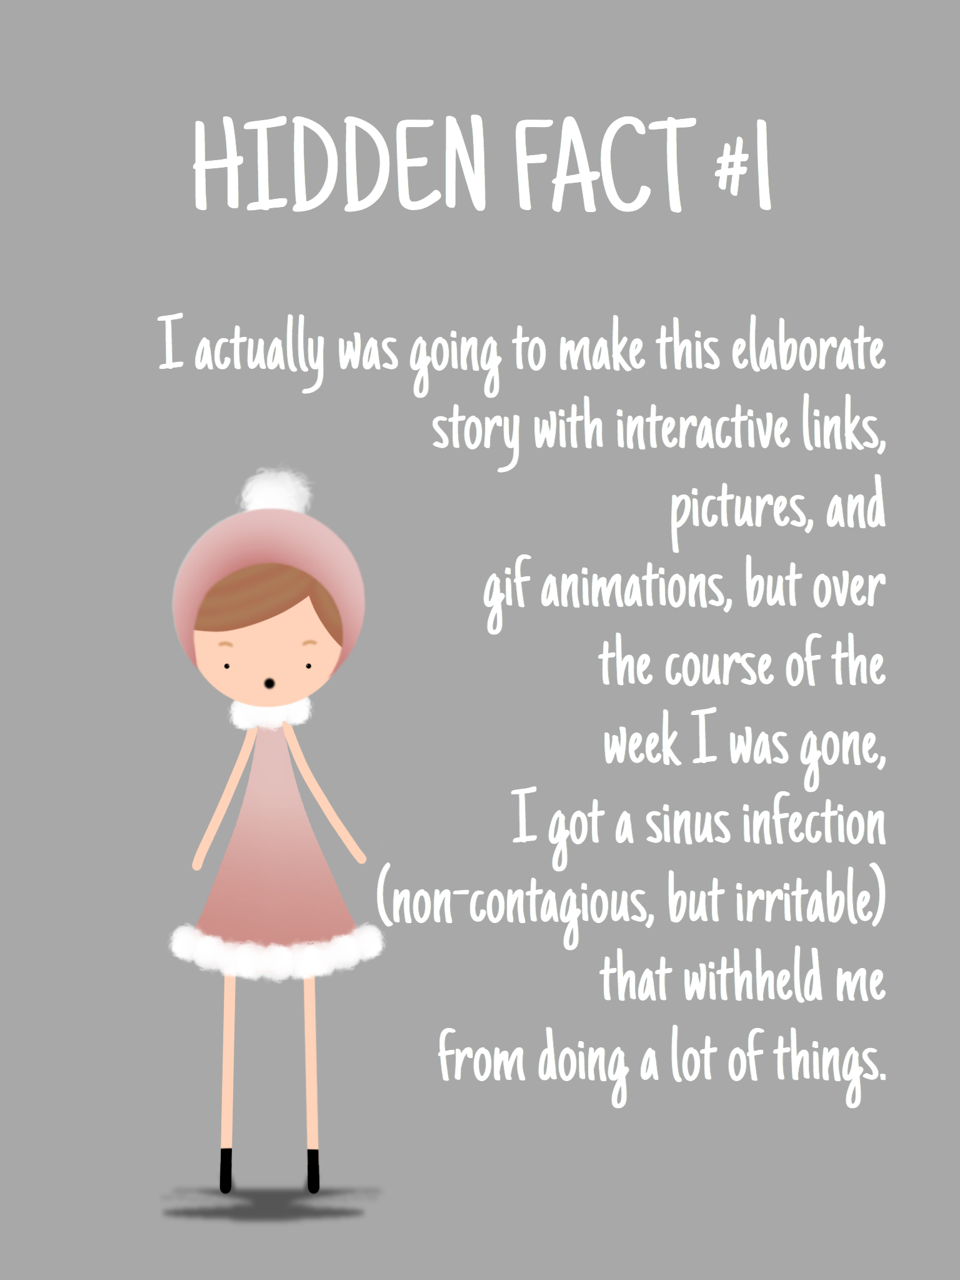 HIDDEN FACT #1
I actually was going to make this elaborate
story with interactive links,
pictures, and
gif animations, but over
the course of the
week I was gone,
I got a sinus infection
(non-contagious, but irritable)
that withheld me
from doing a lot of things.